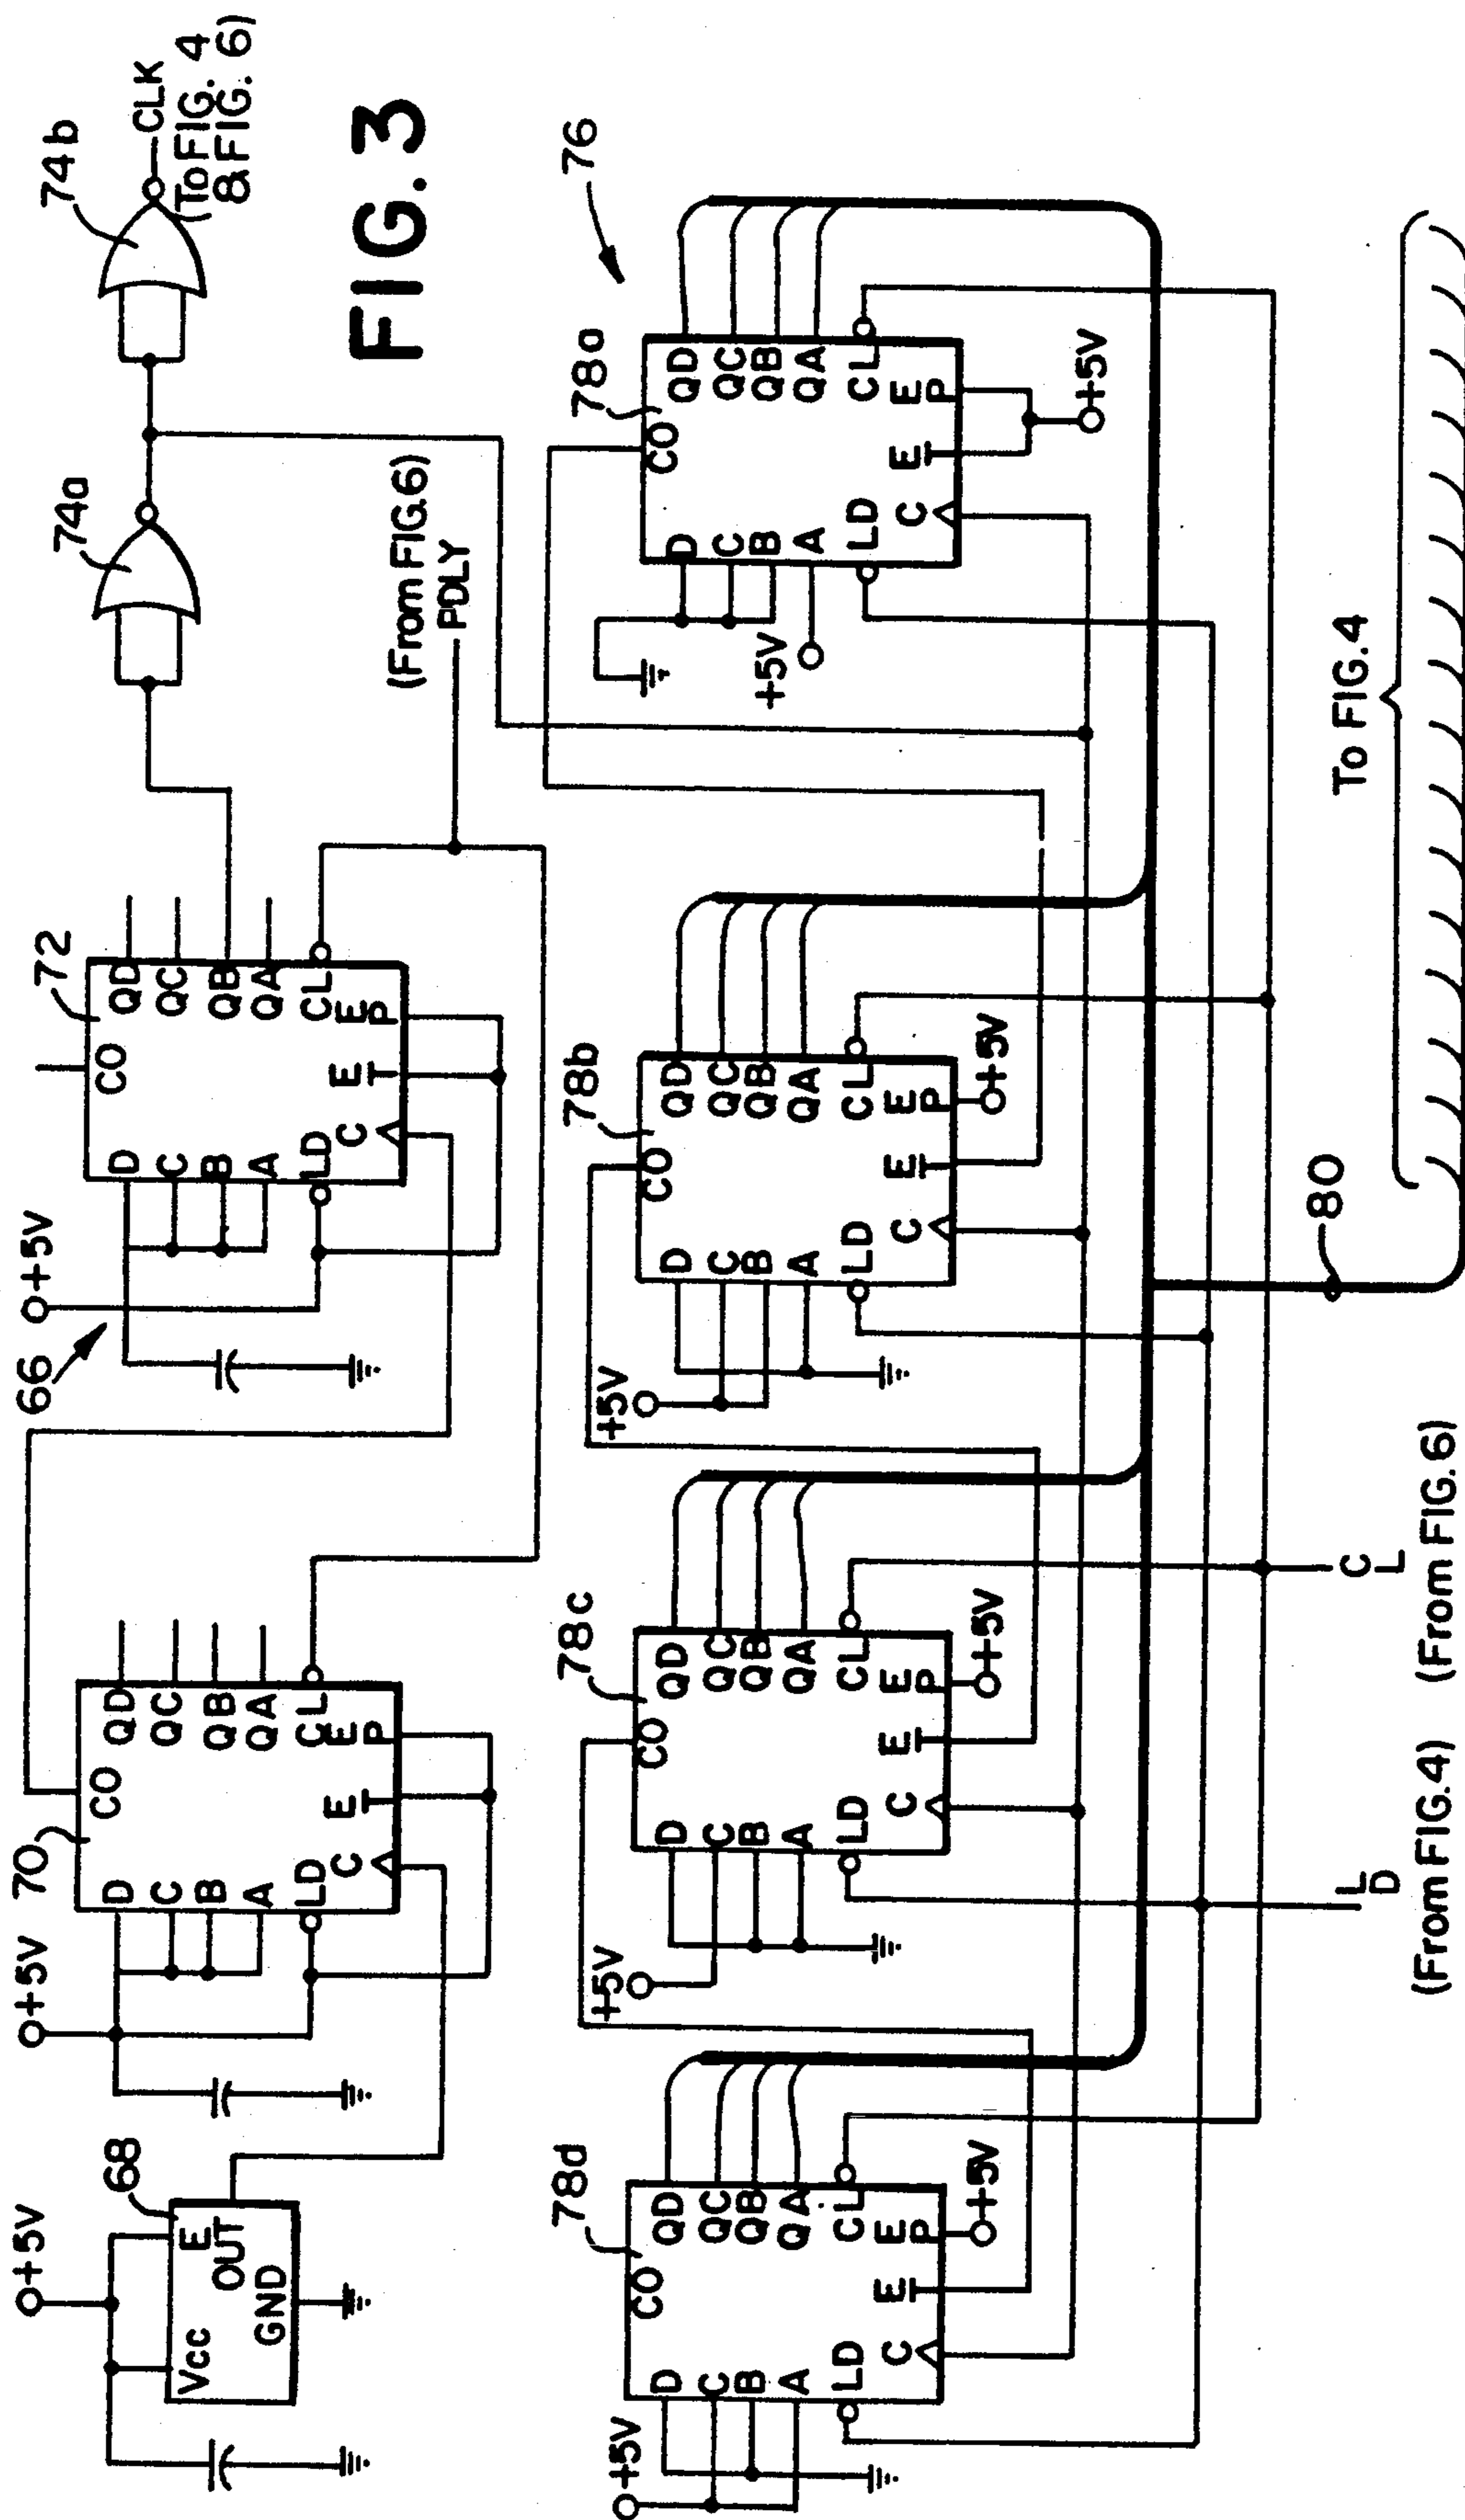 +5V
68
VCC
E
OUT
GND
+5V
70
CO
D
C
B
A
LD
C
E
T
E
P
QD
QC
QB
QA
CL
66
+5V
72
CO
D
C
B
A
LD
C
E
T
E
P
QD
QC
QB
QA
CL
74a
74b
CLK
(To FIG. 4
& FIG. 6)
(From FIG.6)
PDLY
FIG.3
76
+5V
78d
CO
D
C
B
A
LD
C
E
T
E
P
QD
QC
QB
QA
CL
+5V
+5V
78c
CO
D
C
B
A
LD
C
E
T
E
P
QD
QC
QB
QA
CL
+5V
+5V
78b
CO
D
C
B
A
LD
C
E
T
E
P
QD
QC
QB
QA
CL
+5V
+5V
78a
CO
D
C
B
A
LD
C
E
T
E
P
QD
QC
QB
QA
CL
+5V
LD
(From FIG.4)
CL
(From FIG.6)
80
To FIG.4